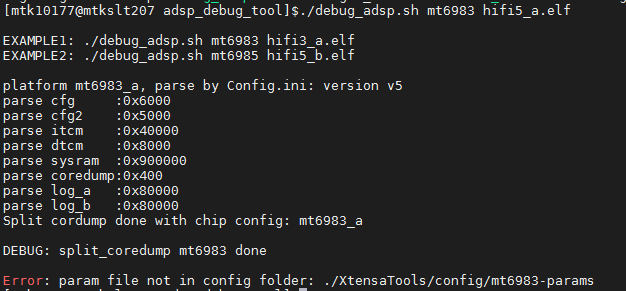 [mtk10177@mtkslt207 adsp_debug_tool]$./debug_adsp.sh mt6983 hifi5_a.elf
EXAMPLE1: ./debug_adsp.sh mt6983 hifi3_a.elf
EXAMPLE2: ./debug_adsp.sh mt6985 hifi5_b.elf
platform mt6983_a, parse by Config.ini: version v5
parse cfg     :0x6000
parse cfg2    :0x5000
parse itcm    :0x40000
parse dtcm    :0x8000
parse sysram  :0x900000
parse coredump:0x400
parse log_a   :0x80000
parse log_b   :0x80000
Split cordump done with chip config: mt6983_a
DEBUG: split_coredump mt6983 done
Error: param file not in config folder: ./XtensaTools/config/mt6983-params